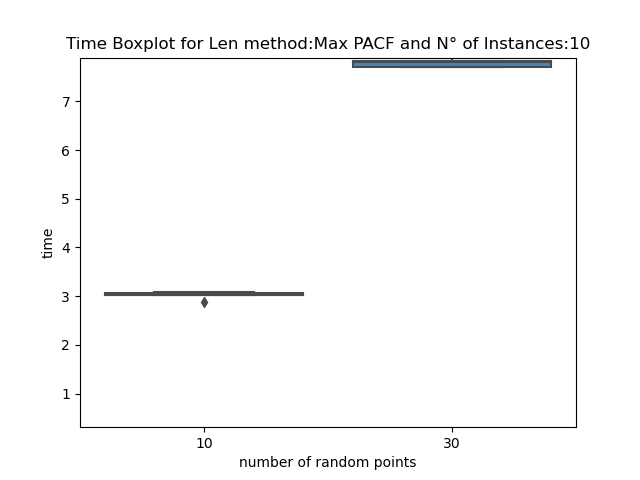 Time Boxplot for Len method:Max PACF and N° of Instances:10
7
6
5
4
3
2
1
time
10 30
number of random points